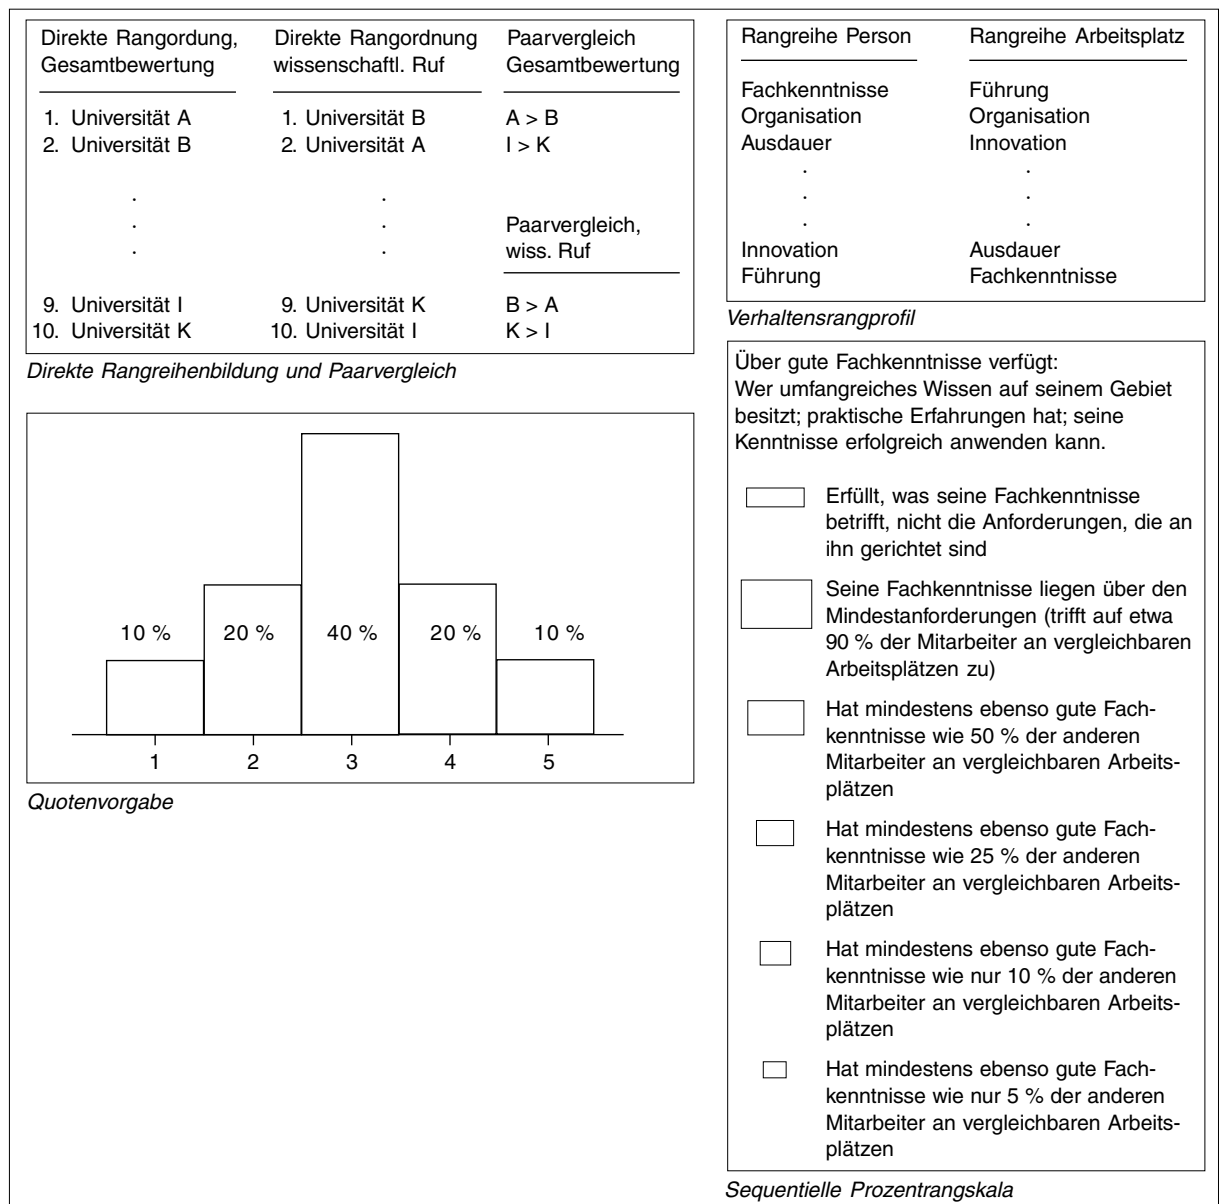 Direkte Rangordung, Direkte Rangordnung Paarvergleich
Gesamtbewertung wissenschaftl. Ruf Gesamtbewertung
1. Universität A 1. Universität B A > B
2. Universität B 2. Universität A I > K
. .
. . Paarvergleich,
. . wiss. Ruf
9. Universität I 9. Universität K B > A
10. Universität K 10. Universität I K > I
Direkte Rangreihenbildung und Paarvergleich
10 % 20 % 40 % 20 % 10 %
1 2 3 4 5
Quotenvorgabe
Rangreihe Person Rangreihe Arbeitsplatz
Fachkenntnisse Führung
Organisation Organisation
Ausdauer Innovation
. .
. .
. .
Innovation Ausdauer
Führung Fachkenntnisse
Verhaltensrangprofil
Über gute Fachkenntnisse verfügt:
Wer umfangreiches Wissen auf seinem Gebiet
besitzt; praktische Erfahrungen hat; seine
Kenntnisse erfolgreich anwenden kann.
Erfüllt, was seine Fachkenntnisse
betrifft, nicht die Anforderungen, die an
ihn gerichtet sind
Seine Fachkenntnisse liegen über den
Mindestanforderungen (trifft auf etwa
90 % der Mitarbeiter an vergleichbaren
Arbeitsplätzen zu)
Hat mindestens ebenso gute Fach-
kenntnisse wie 50 % der anderen
Mitarbeiter an vergleichbaren Arbeits-
plätzen
Hat mindestens ebenso gute Fach-
kenntnisse wie 25 % der anderen
Mitarbeiter an vergleichbaren Arbeits-
plätzen
Hat mindestens ebenso gute Fach-
kenntnisse wie nur 10 % der anderen
Mitarbeiter an vergleichbaren Arbeits-
plätzen
Hat mindestens ebenso gute Fach-
kenntnisse wie nur 5 % der anderen
Mitarbeiter an vergleichbaren Arbeits-
plätzen
Sequentielle Prozentrangskala